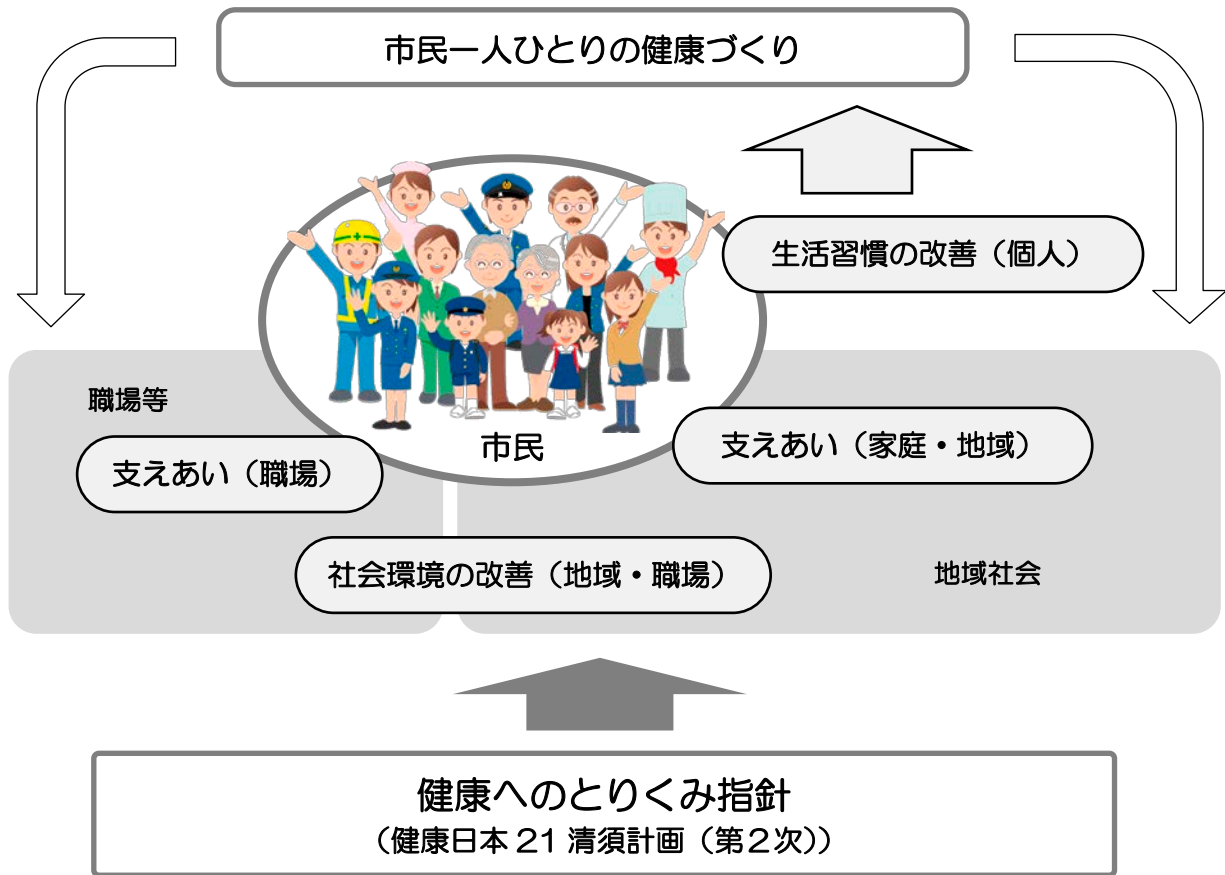 市民一人ひとりの健康づくり
生活習慣の改善（個人）
職場等
市民
支えあい（職場）
支えあい（家庭・地域）
社会環境の改善（地域・職場）
地域社会
健康へのとりくみ指針
（健康日本２１清須計画（第２次））